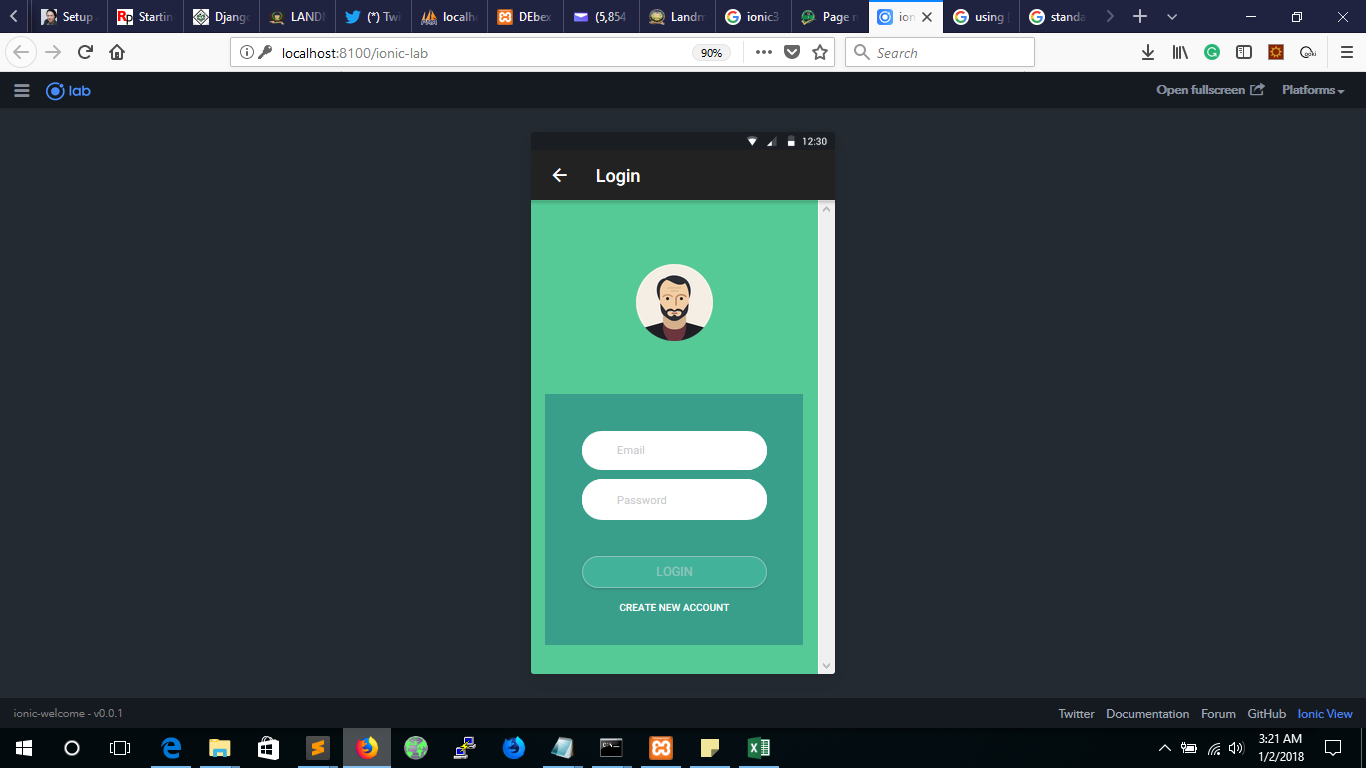 Setup
Rp Startin
Djang
LAND
(*) Twi
localh
DEbex
(5,854
Landm
ionic3
Page n
ion
using
standa
localhost:8100/ionic-lab
90%
Search
lab
Open fullscreen
Platforms
12:30
Login
Email
Password
LOGIN
CREATE NEW ACCOUNT
ionic-welcome - v0.0.1
Twitter Documentation Forum GitHub Ionic View
3:21 AM
1/2/2018